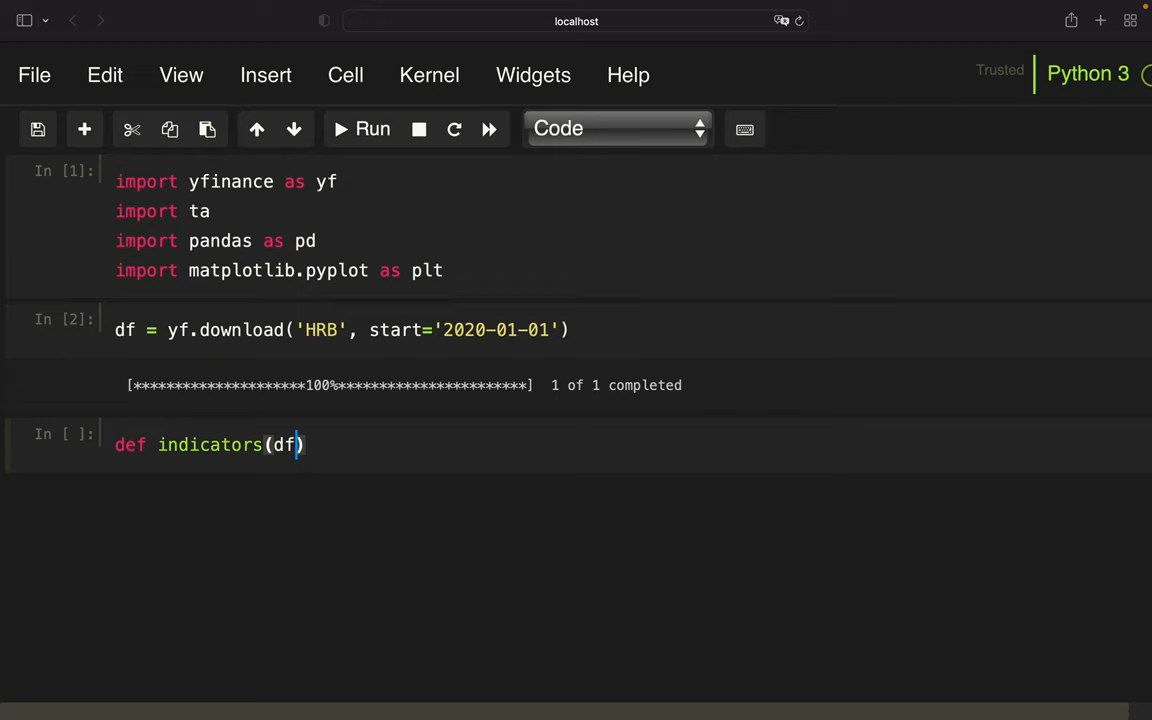 localhost
File Edit View Insert Cell Kernel Widgets Help Trusted Python 3
Run Code
In [1]:
import yfinance as yf
import ta
import pandas as pd
import matplotlib.pyplot as plt
In [2]:
df = yf.download('HRB', start='2020-01-01')
[*********************100%***********************] 1 of 1 completed
In [ ]:
def indicators(df)